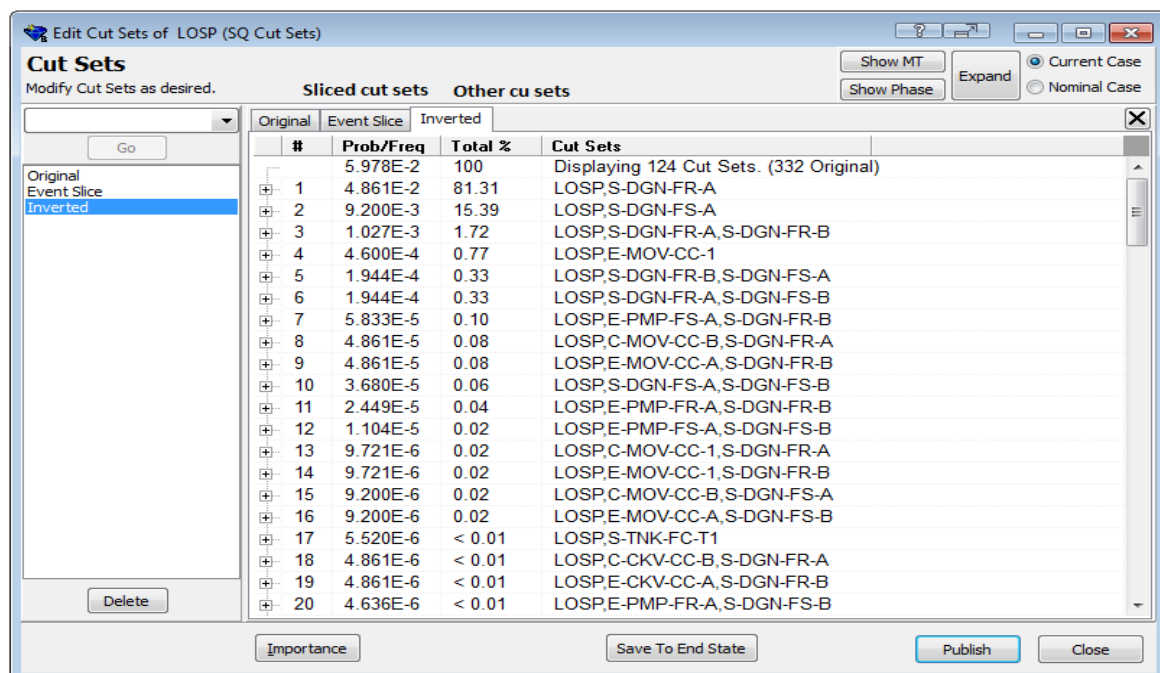 Edit Cut Sets of LOSP (SQ Cut Sets)
Cut Sets
Modify Cut Sets as desired.
Sliced cut sets Other cu sets
Show MT
Show Phase
Expand
Current Case
Nominal Case
Go
Original
Event Slice
Inverted
Delete
Original Event Slice Inverted
# Prob/Freq Total % Cut Sets
5.978E-2 100 Displaying 124 Cut Sets. (332 Original)
1 4.861E-2 81.31 LOSP,S-DGN-FR-A
2 9.200E-3 15.39 LOSP,S-DGN-FS-A
3 1.027E-3 1.72 LOSP,S-DGN-FR-A,S-DGN-FR-B
4 4.600E-4 0.77 LOSP,E-MOV-CC-1
5 1.944E-4 0.33 LOSP,S-DGN-FR-B,S-DGN-FS-A
6 1.944E-4 0.33 LOSP,S-DGN-FR-A,S-DGN-FS-B
7 5.833E-5 0.10 LOSP,E-PMP-FS-A,S-DGN-FR-B
8 4.861E-5 0.08 LOSP,C-MOV-CC-B,S-DGN-FR-A
9 4.861E-5 0.08 LOSP,E-MOV-CC-A,S-DGN-FR-B
10 3.680E-5 0.06 LOSP,S-DGN-FS-A,S-DGN-FS-B
11 2.449E-5 0.04 LOSP,E-PMP-FR-A,S-DGN-FR-B
12 1.104E-5 0.02 LOSP,E-PMP-FS-A,S-DGN-FS-B
13 9.721E-6 0.02 LOSP,C-MOV-CC-1,S-DGN-FR-A
14 9.721E-6 0.02 LOSP,E-MOV-CC-1,S-DGN-FR-B
15 9.200E-6 0.02 LOSP,C-MOV-CC-B,S-DGN-FS-A
16 9.200E-6 0.02 LOSP,E-MOV-CC-A,S-DGN-FS-B
17 5.520E-6 < 0.01 LOSP,S-TNK-FC-T1
18 4.861E-6 < 0.01 LOSP,C-CKV-CC-B,S-DGN-FR-A
19 4.861E-6 < 0.01 LOSP,E-CKV-CC-A,S-DGN-FR-B
20 4.636E-6 < 0.01 LOSP,E-PMP-FR-A,S-DGN-FS-B
Importance
Save To End State
Publish
Close